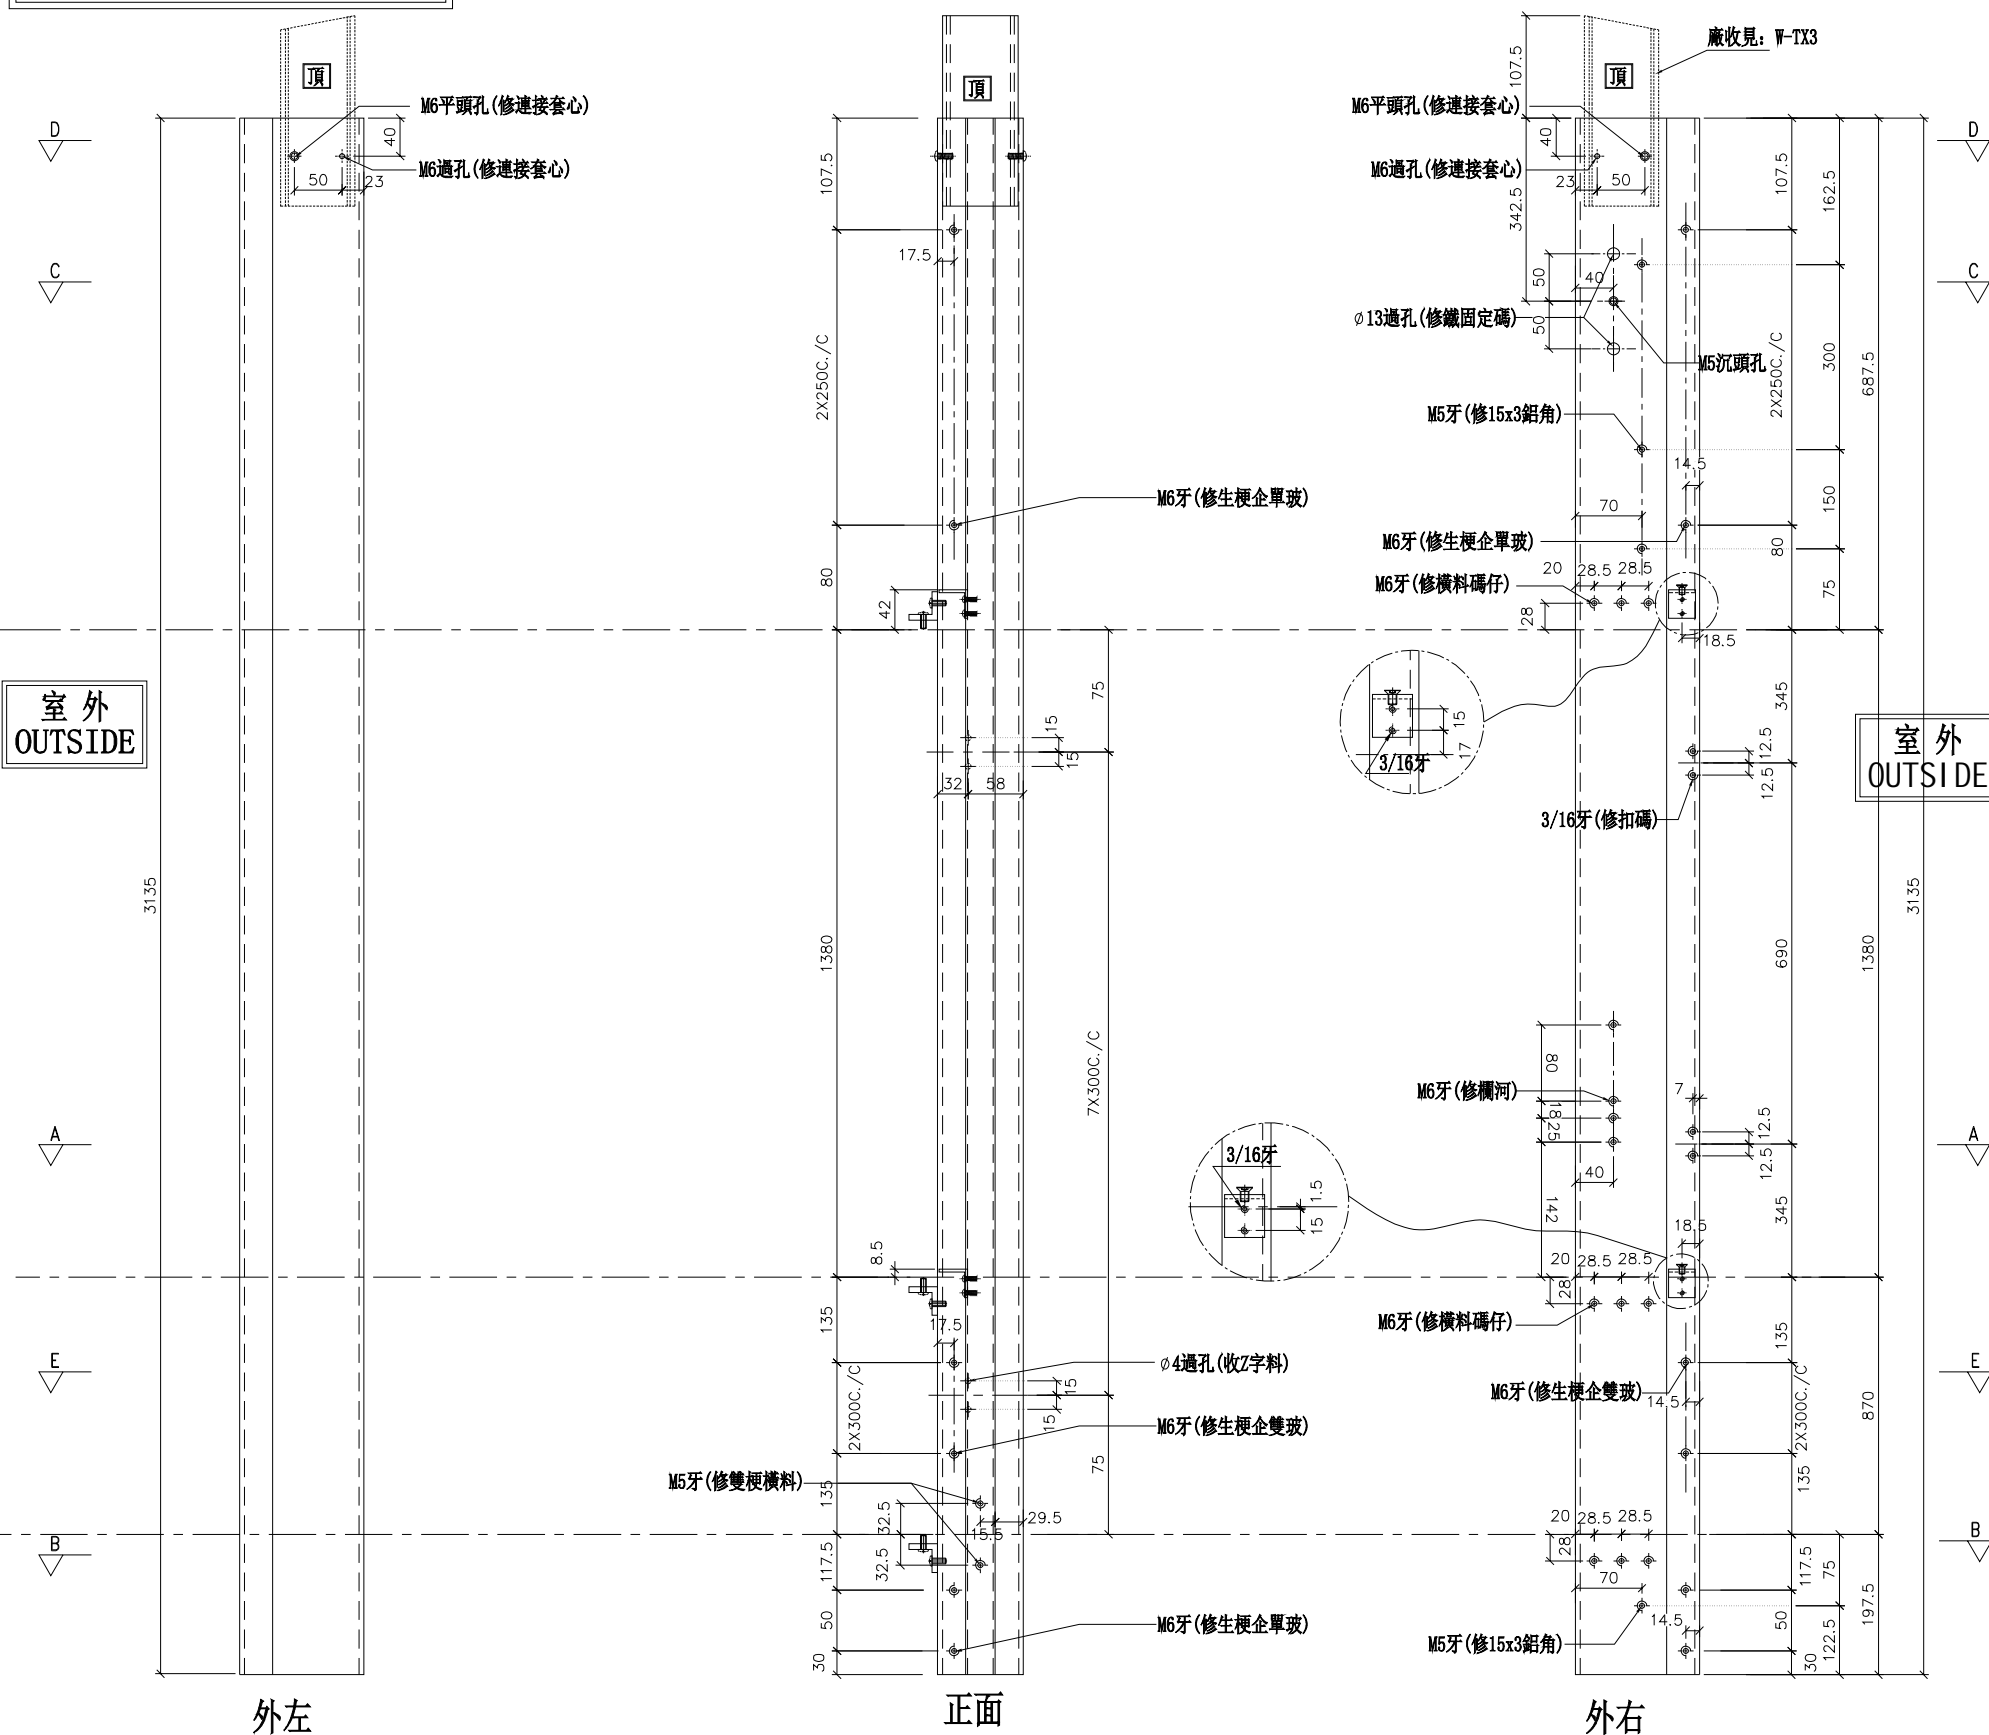 頂
M6平頭孔(修連接套心)
M6過孔(修連接套心)
40
50
23
D
C
室外
OUTSIDE
3135
A
E
B
外左
頂
107.5
17.5
2X250C./C
M6牙(修生梗企單玻)
80
42
75
15
15
32
58
1380
7X300C./C
8.5
135
17.5
ø4過孔(收Z字料)
15
15
2X300C./C
M6牙(修生梗企雙玻)
75
M5牙(修雙梗橫料)
135
32.5
15.5
29.5
32.5
117.5
50
M6牙(修生梗企單玻)
30
正面
廠收見: W-TX3
頂
107.5
M6平頭孔(修連接套心)
40
M6過孔(修連接套心)
23
50
342.5
107.5
162.5
D
C
50
40
ø13過孔(修鐵固定碼)
50
M5沉頭孔
2X250C./C
300
687.5
M5牙(修15x3鋁角)
14.5
70
150
M6牙(修生梗企單玻)
80
20
28.5
28.5
M6牙(修橫料碼仔)
28
75
18.5
15
17
3/16牙
345
12.5
12.5
室外
OUTSIDE
3/16牙(修扣碼)
3135
690
1380
80
M6牙(修欄河)
18
25
7
12.5
12.5
A
40
3/16牙
1.5
15
142
345
18.5
20
28.5
28.5
28
M6牙(修橫料碼仔)
135
M6牙(修生梗企雙玻)
14.5
2X300C./C
870
E
135
20
28.5
28.5
28
B
70
117.5
75
14.5
M5牙(修15x3鋁角)
50
122.5
197.5
30
外右